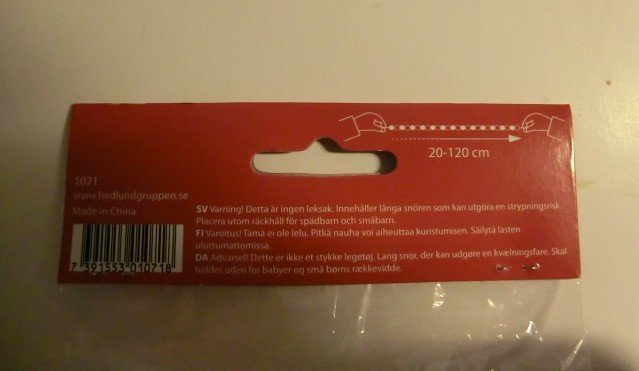 20-120 cm
1071
www.hedlundgruppen.se
Made in China
7 391553 010718
SV Varning! Detta är ingen leksak. Innehåller långa snören som kan utgöra en strypningsrisk.
Placera utom räckhåll för spädbarn och småbarn.
FI Varoitus! Tämä ei ole lelu. Pitkä nauha voi aiheuttaa kuristumisen. Säilytä lasten
ulottumattomissa.
DA Advarsel! Dette er ikke et stykke legetøj. Lang snor, der kan udgøre en kvælningsfare. Skal
holdes uden for babyer og små børns rækkevidde.